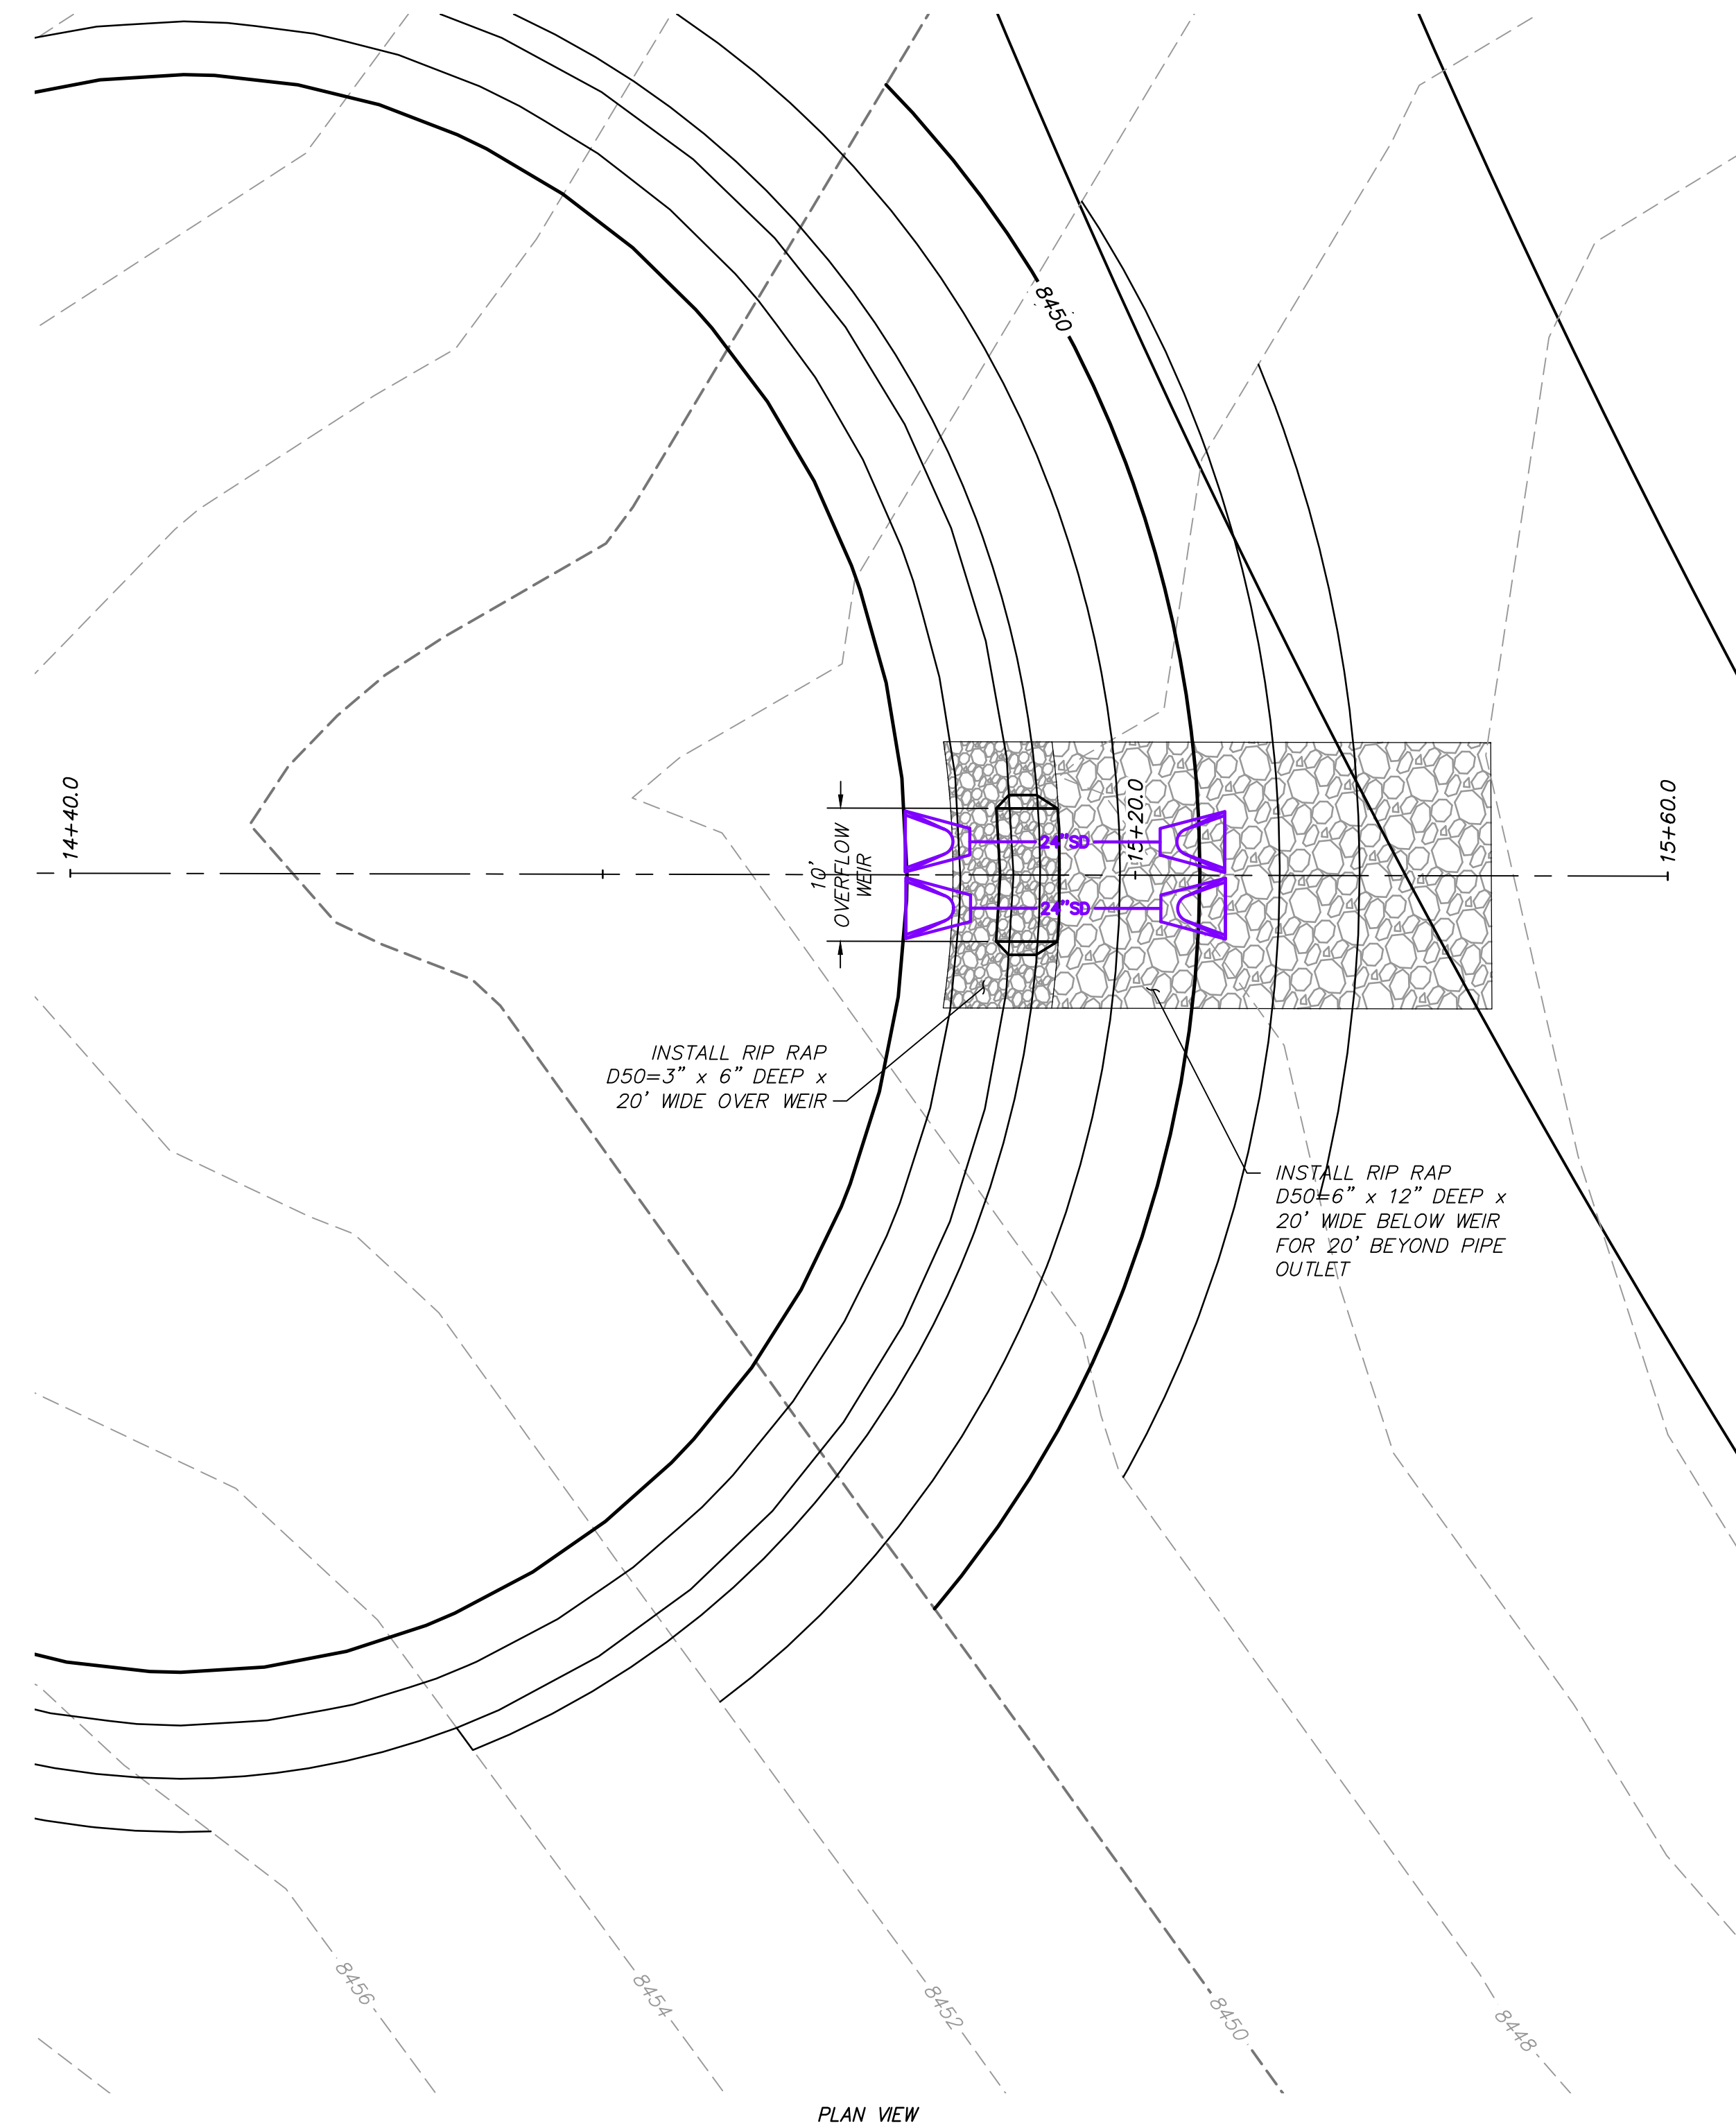 8450
14+40.0
15+20.0
15+60.0
10'
OVERFLOW
WEIR
24"SD
24"SD
INSTALL RIP RAP
D50=3" x 6" DEEP x
20' WIDE OVER WEIR
INSTALL RIP RAP
D50=6" x 12" DEEP x
20' WIDE BELOW WEIR
FOR 20' BEYOND PIPE
OUTLET
8456
8454
8452
8450
8448
PLAN VIEW